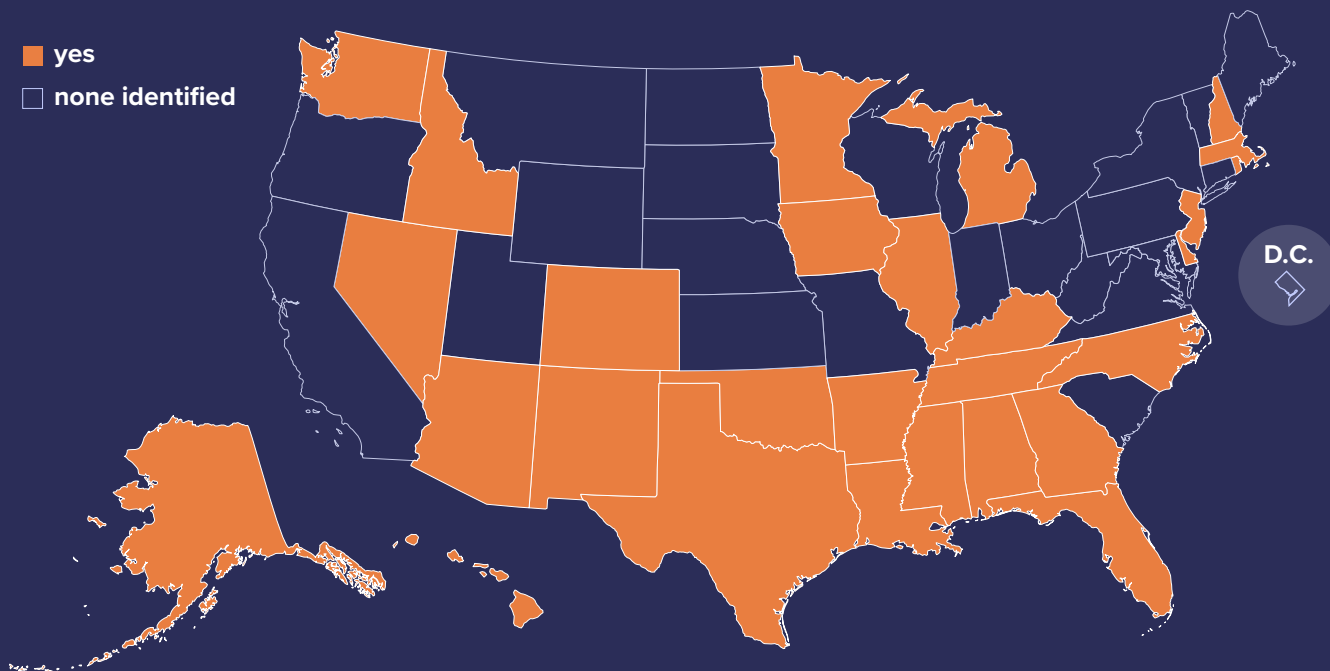 yes
none identified
D.C.